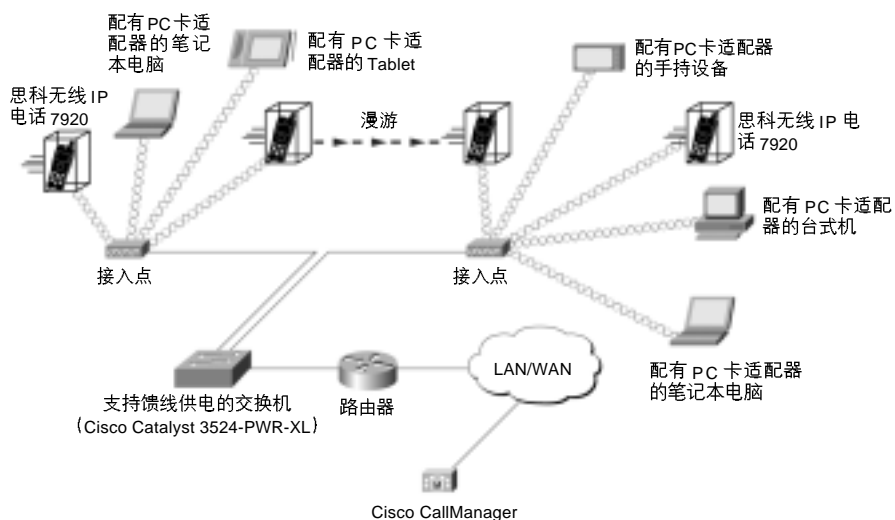 配有PC卡适
配器的笔记
本电脑
配有 PC 卡适
配器的 Tablet
配有PC卡适配器
的手持设备
思科无线 IP
电话 7920
漫游
思科无线 IP 电
话 7920
配有 PC 卡适配
器的台式机
接入点
接入点
配有 PC 卡适配器
的笔记本电脑
LAN/WAN
支持馈线供电的交换机
(Cisco Catalyst 3524-PWR-XL)
路由器
M
Cisco CallManager